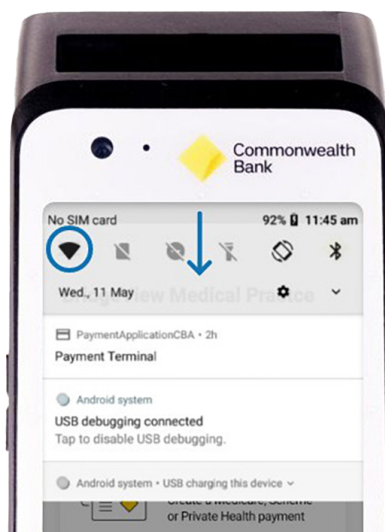 Commonwealth
Bank
No SIM card 92% 11:45 am
Wed., 11 May
Bridgeview Medical Practce
PaymentApplicationCBA • 2h
Payment Terminal
Android system
USB debugging connected
Tap to disable USB debugging.
Android system • USB charging this device
Create a Medicare, Scheme
or Private Health payment